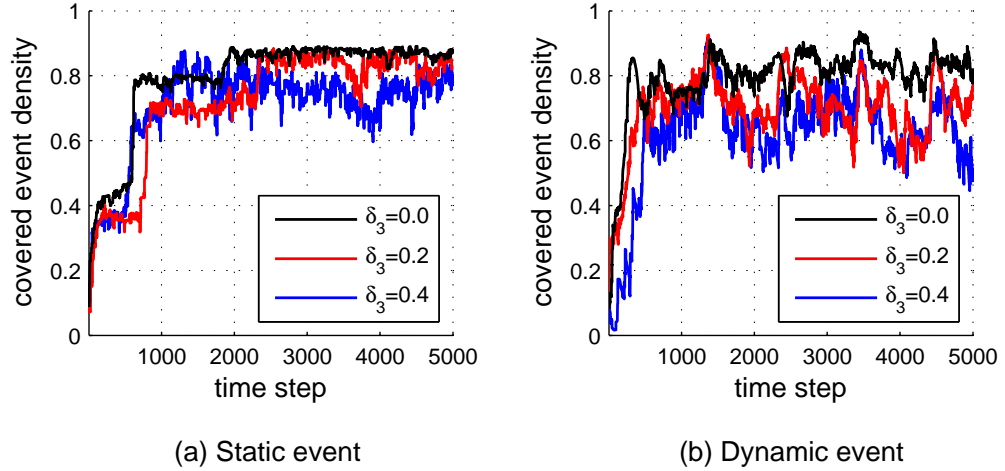 1
0.8
0.6
0.4
0.2
0
covered event density
1000 2000 3000 4000 5000
time step
δ₃=0.0
δ₃=0.2
δ₃=0.4
(a) Static event
1
0.8
0.6
0.4
0.2
0
covered event density
1000 2000 3000 4000 5000
time step
δ₃=0.0
δ₃=0.2
δ₃=0.4
(b) Dynamic event